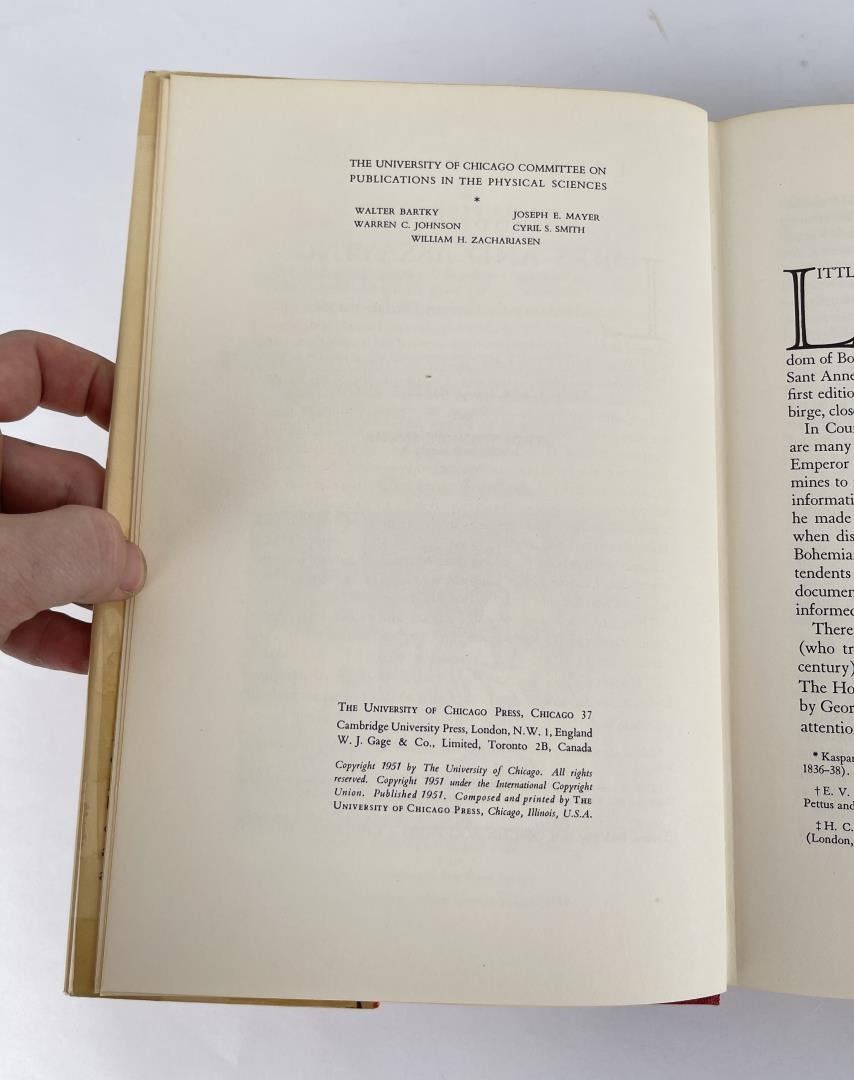 THE UNIVERSITY OF CHICAGO COMMITTEE ON
PUBLICATIONS IN THE PHYSICAL SCIENCES
*
WALTER BARTKY JOSEPH E. MAYER
WARREN C. JOHNSON CYRIL S. SMITH
WILLIAM H. ZACHARIASEN
THE UNIVERSITY OF CHICAGO PRESS, CHICAGO 37
Cambridge University Press, London, N.W. 1, England
W. J. Gage & Co., Limited, Toronto 2B, Canada
Copyright 1951 by The University of Chicago. All rights
reserved. Copyright 1951 under the International Copyright
Union. Published 1951. Composed and printed by THE
UNIVERSITY OF CHICAGO PRESS, Chicago, Illinois, U.S.A.
LITTL
dom of Bo
Sant Anne
first editio
birge, clos
In Cou
are many
Emperor
mines to
informati
he made
when dis
Bohemia
tendents
documen
informed
There
(who tr
century)
The Ho
by Geor
attentio
* Kaspa
1836–38).
† E. V.
Pettus and
‡ H. C.
(London,